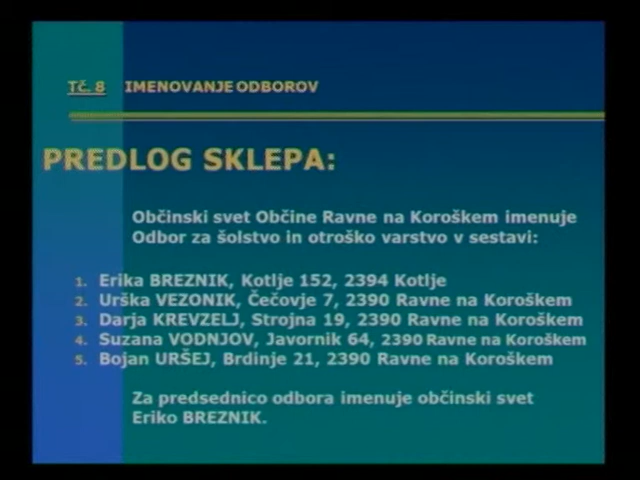 Tč. 8 IMENOVANJE ODBOROV
PREDLOG SKLEPA:
Občinski svet Občine Ravne na Koroškem imenuje
Odbor za šolstvo in otroško varstvo v sestavi:
1. Erika BREZNIK, Kotlje 152, 2394 Kotlje
2. Urška VEZONIK, Čečovje 7, 2390 Ravne na Koroškem
3. Darja KREVZELJ, Strojna 19, 2390 Ravne na Koroškem
4. Suzana VODNJOV, Javornik 64, 2390 Ravne na Koroškem
5. Bojan URŠEJ, Brdinje 21, 2390 Ravne na Koroškem
Za predsednico odbora imenuje občinski svet
Eriko BREZNIK.